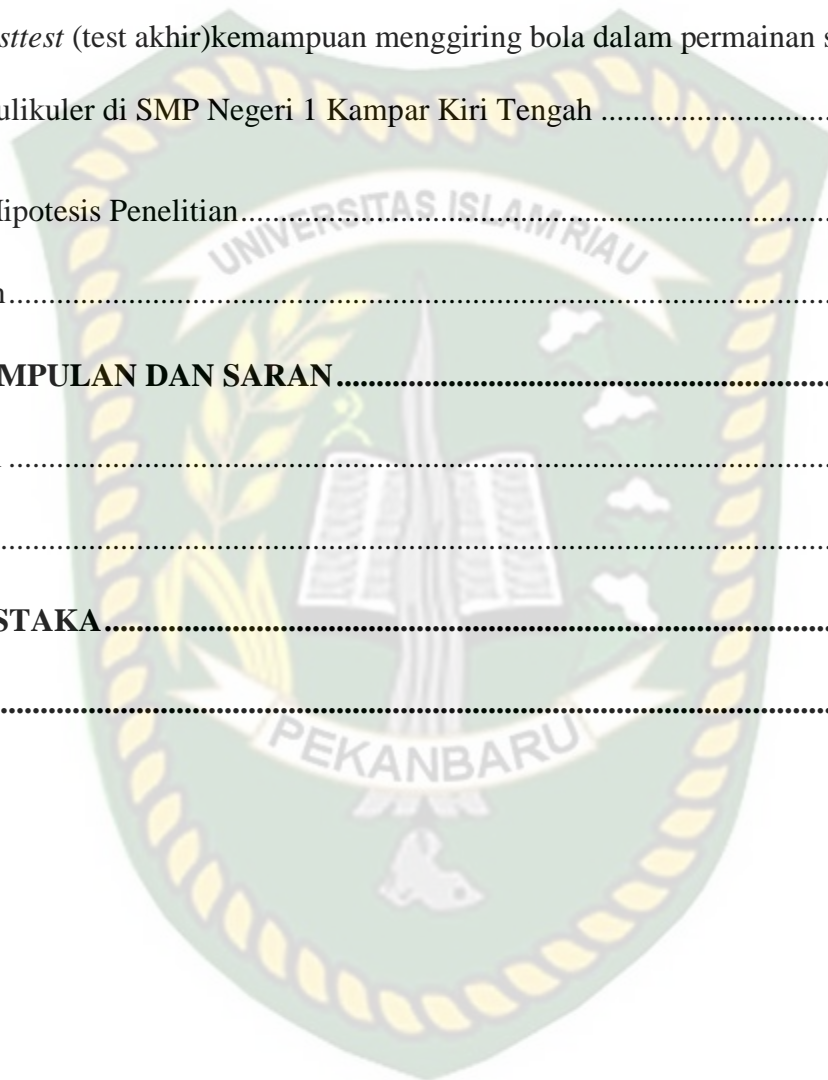 sttest (test akhir)kemampuan menggiring bola dalam permainan s
ulikuler di SMP Negeri 1 Kampar Kiri Tengah ..............................
Hipotesis Penelitian..........................................................................
n......................................................................................................
MPULAN DAN SARAN...............................................................
........................................................................................................
........................................................................................................
STAKA..............................................................................................
........................................................................................................
UNIVERSITAS ISLAM RIAU
PEKANBARU